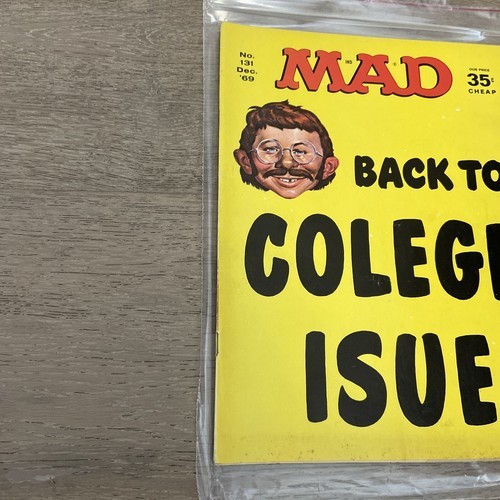 No.
131
Dec.
'69
MAD
OUR PRICE
35¢
CHEAP
BACK TO
COLEGE
ISUE